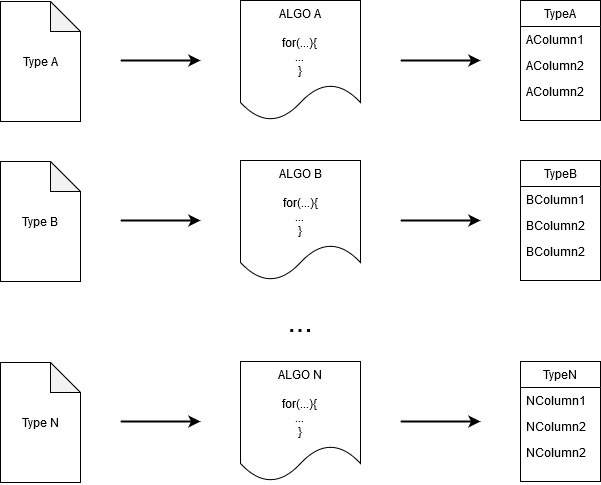 Type A
ALGO A
for(...){
...
}
TypeA
AColumn1
AColumn2
AColumn2
Type B
ALGO B
for(...){
...
}
TypeB
BColumn1
BColumn2
BColumn2
...
Type N
ALGO N
for(...){
...
}
TypeN
NColumn1
NColumn2
NColumn2